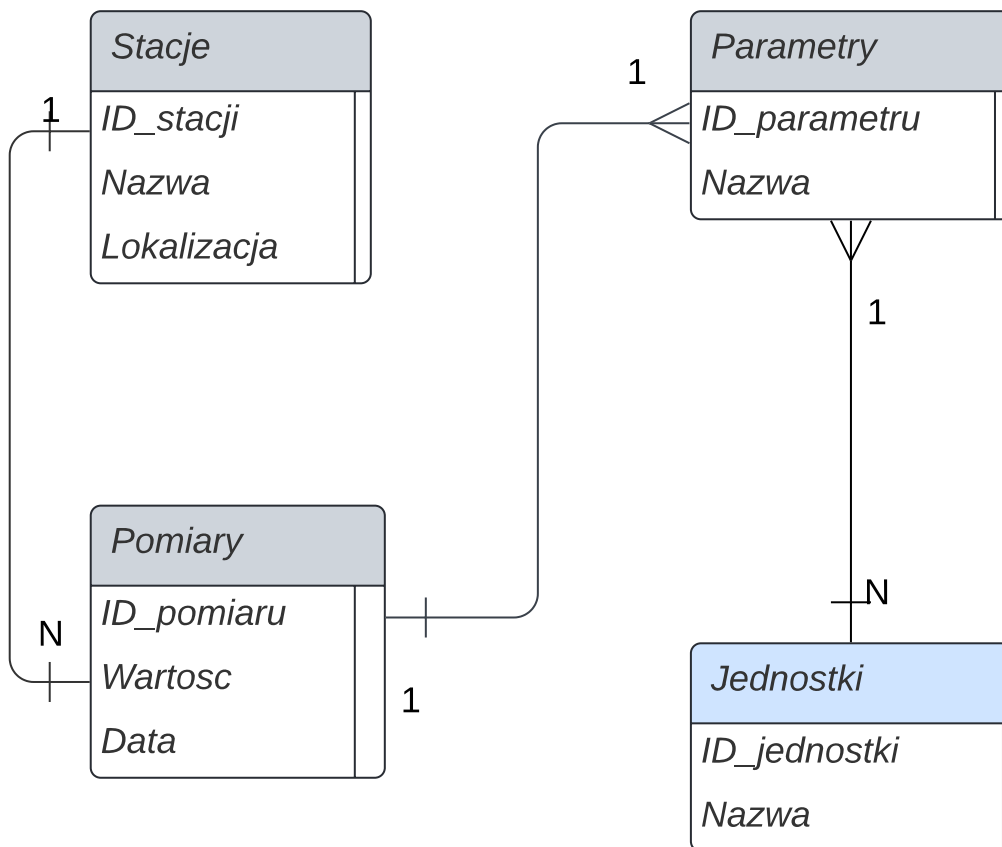 Stacje
1
ID_stacji
Nazwa
Lokalizacja
Parametry
1
ID_parametru
Nazwa
1
Pomiary
N
ID_pomiaru
Wartosc
Data
1
N
Jednostki
ID_jednostki
Nazwa